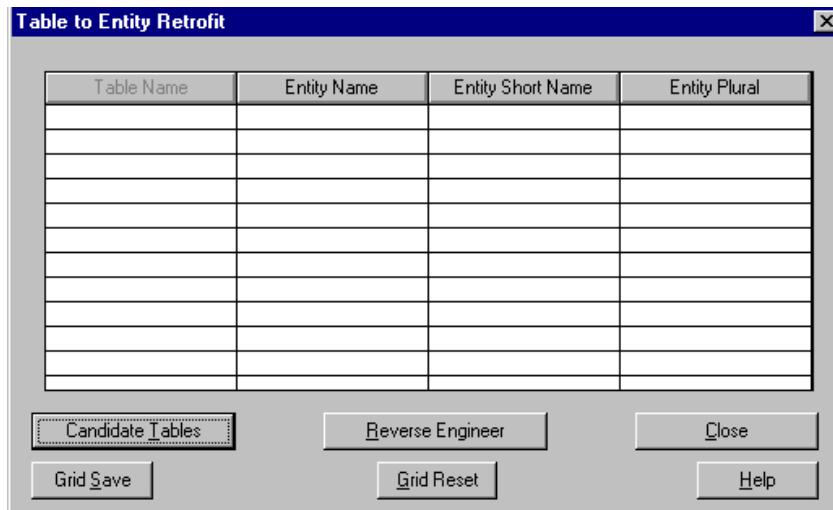 Table to Entity Retrofit
Table Name Entity Name Entity Short Name Entity Plural
Candidate Tables Reverse Engineer Close
Grid Save Grid Reset Help